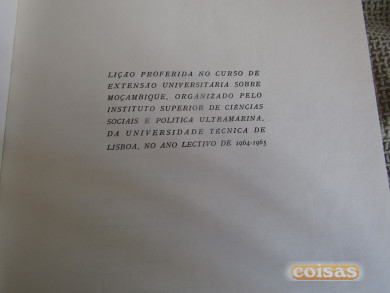 LIÇÃO PROFERIDA NO CURSO DE
EXTENSÃO UNIVERSITÁRIA SOBRE
MOÇAMBIQUE, ORGANIZADO PELO
INSTITUTO SUPERIOR DE CIÊNCIAS
SOCIAIS E POLÍTICA ULTRAMARINA,
DA UNIVERSIDADE TÉCNICA DE
LISBOA, NO ANO LECTIVO DE 1964-1965
coisas